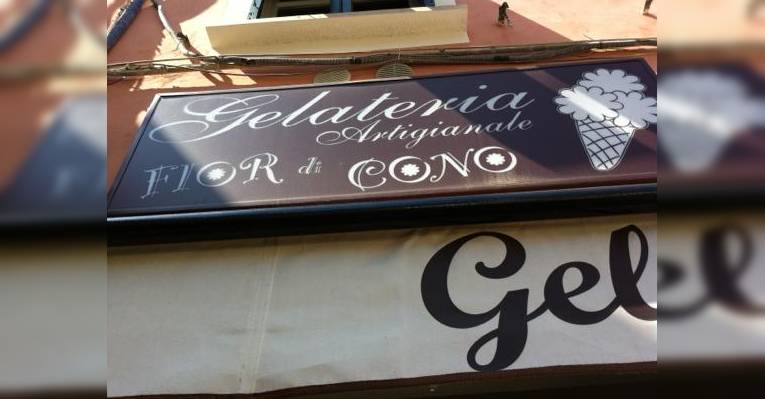 Gelateria
Artigianale
FIOR di CONO
Gel